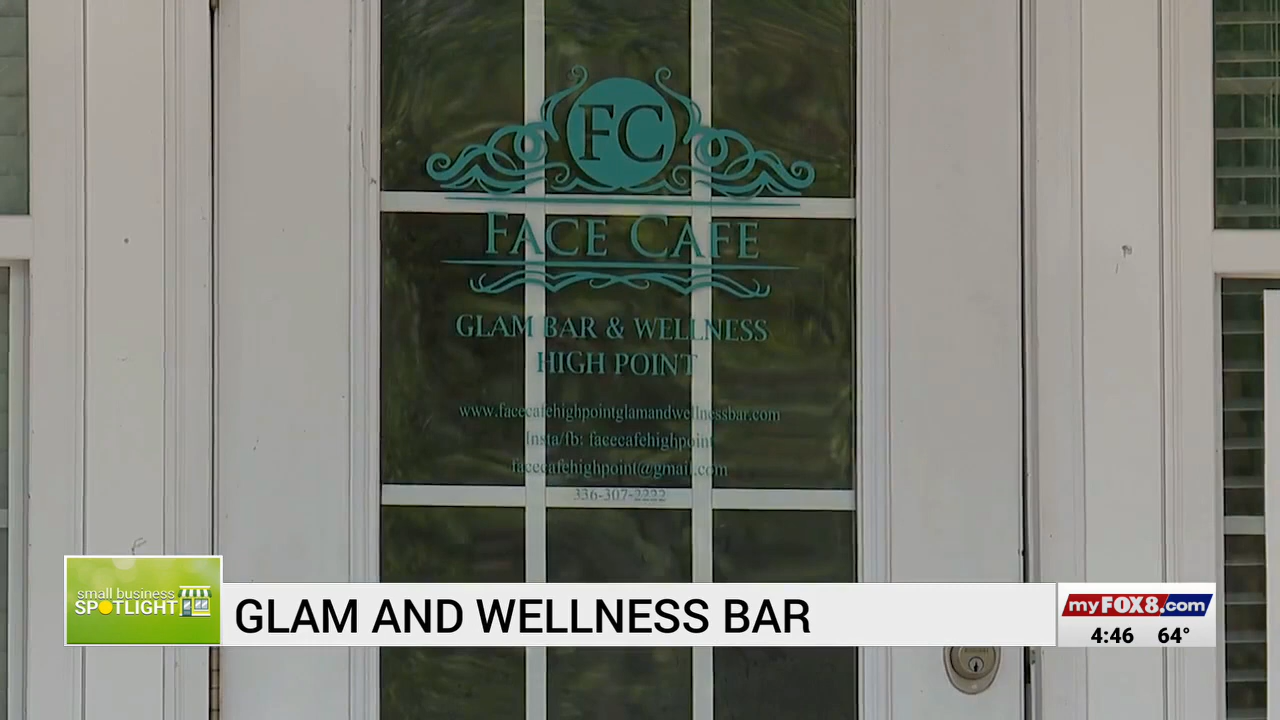 FC
FACE CAFE
GLAM BAR & WELLNESS
HIGH POINT
www.facecafehighpointglamandwellnessbar.com
Insta/fb: facecafehighpoint
facecafehighpoint@gmail.com
336-307-2222
small business
SPOTLIGHT
GLAM AND WELLNESS BAR
myFOX8.com
4:46 64°